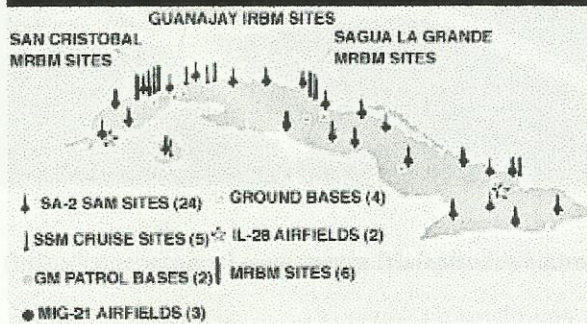 GUANAJAY IRBM SITES
SAN CRISTOBAL
MRBM SITES
SAGUA LA GRANDE
MRBM SITES
SA-2 SAM SITES (24)
GROUND BASES (4)
SSM CRUISE SITES (5)
IL-28 AIRFIELDS (2)
GM PATROL BASES (2)
MRBM SITES (6)
MIG-21 AIRFIELDS (3)